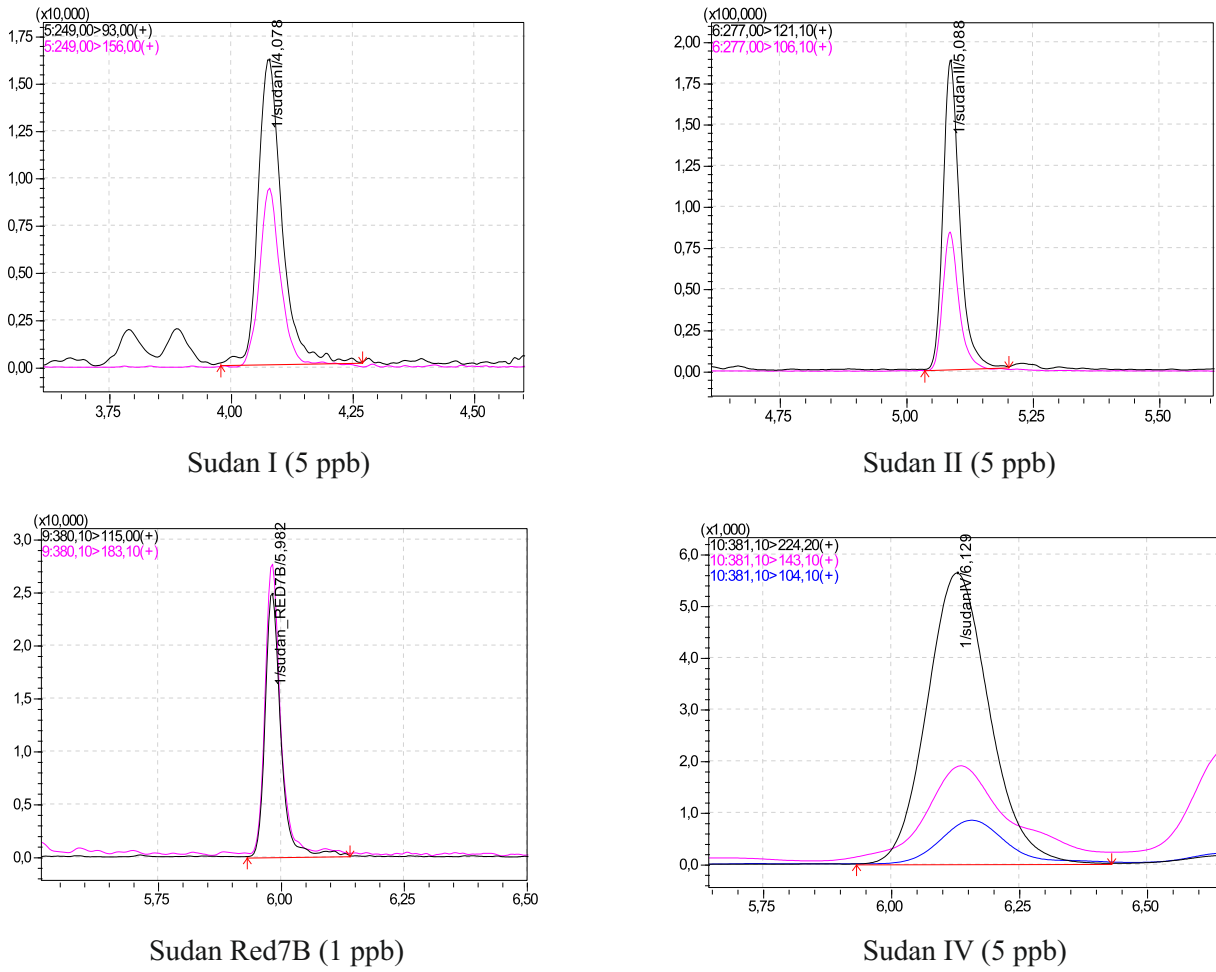 (x10,000)
5:249,00>93,00(+)
5:249,00>156,00(+)
1/sudanI/4,078
1,75
1,50
1,25
1,00
0,75
0,50
0,25
0,00
3,75 4,00 4,25 4,50
Sudan I (5 ppb)
(x100,000)
6:277,00>121,10(+)
6:277,00>106,10(+)
1/sudanII/5,088
2,00
1,75
1,50
1,25
1,00
0,75
0,50
0,25
0,00
4,75 5,00 5,25 5,50
Sudan II (5 ppb)
(x10,000)
9:380,10>115,00(+)
9:380,10>183,10(+)
1/sudan_RED7B/5,982
3,0
2,5
2,0
1,5
1,0
0,5
0,0
5,75 6,00 6,25 6,50
Sudan Red7B (1 ppb)
(x1,000)
10:381,10>224,20(+)
10:381,10>143,10(+)
10:381,10>104,10(+)
1/sudanIV/6,129
6,0
5,0
4,0
3,0
2,0
1,0
0,0
5,75 6,00 6,25 6,50
Sudan IV (5 ppb)